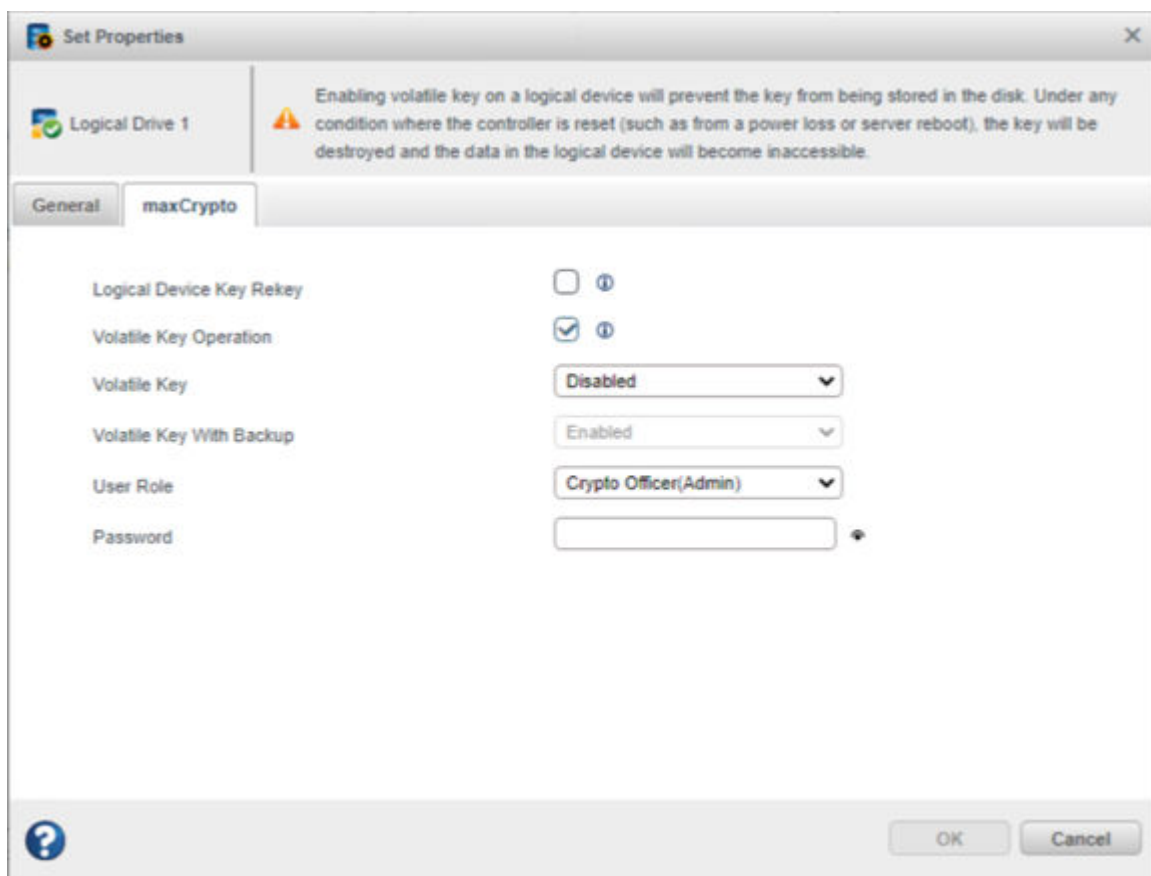 Set Properties
Logical Drive 1
Enabling volatile key on a logical device will prevent the key from being stored in the disk. Under any
condition where the controller is reset (such as from a power loss or server reboot), the key will be
destroyed and the data in the logical device will become inaccessible.
General maxCrypto
Logical Device Key Rekey
Volatile Key Operation
Volatile Key Disabled
Volatile Key With Backup Enabled
User Role Crypto Officer(Admin)
Password
OK Cancel